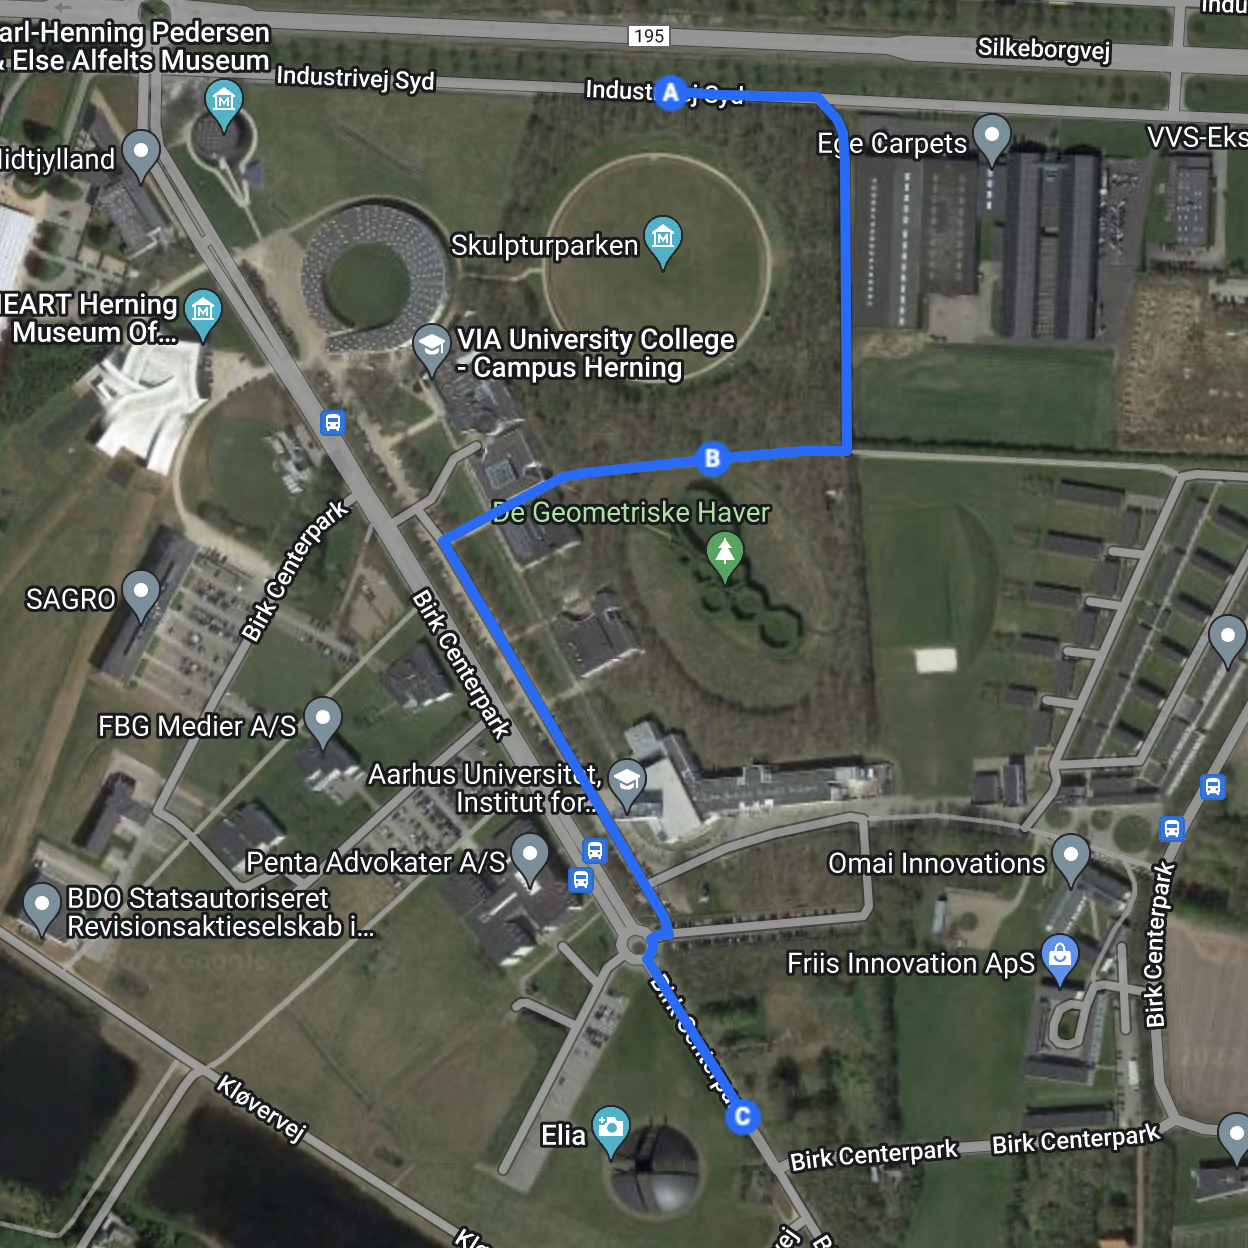 Indu
195
Silkeborgvej
arl-Henning Pedersen
& Else Alfelts Museum
Industrivej Syd
Indust
j Syd
A
Ege Carpets
VVS-Eks
idtjylland
Skulpturparken
HEART Herning
Museum Of...
VIA University College
- Campus Herning
B
De Geometriske Haver
Birk Centerpark
SAGRO
Birk Centerpark
FBG Medier A/S
Aarhus Universitet,
Institut for...
Penta Advokater A/S
Omai Innovations
BDO Statsautoriseret
Revisionsaktieselskab i...
Birk Centerpark
Friis Innovation ApS
Birk Centerpa
Kløvervej
C
Elia
Birk Centerpark
Birk Centerpark
Klø
vej
B